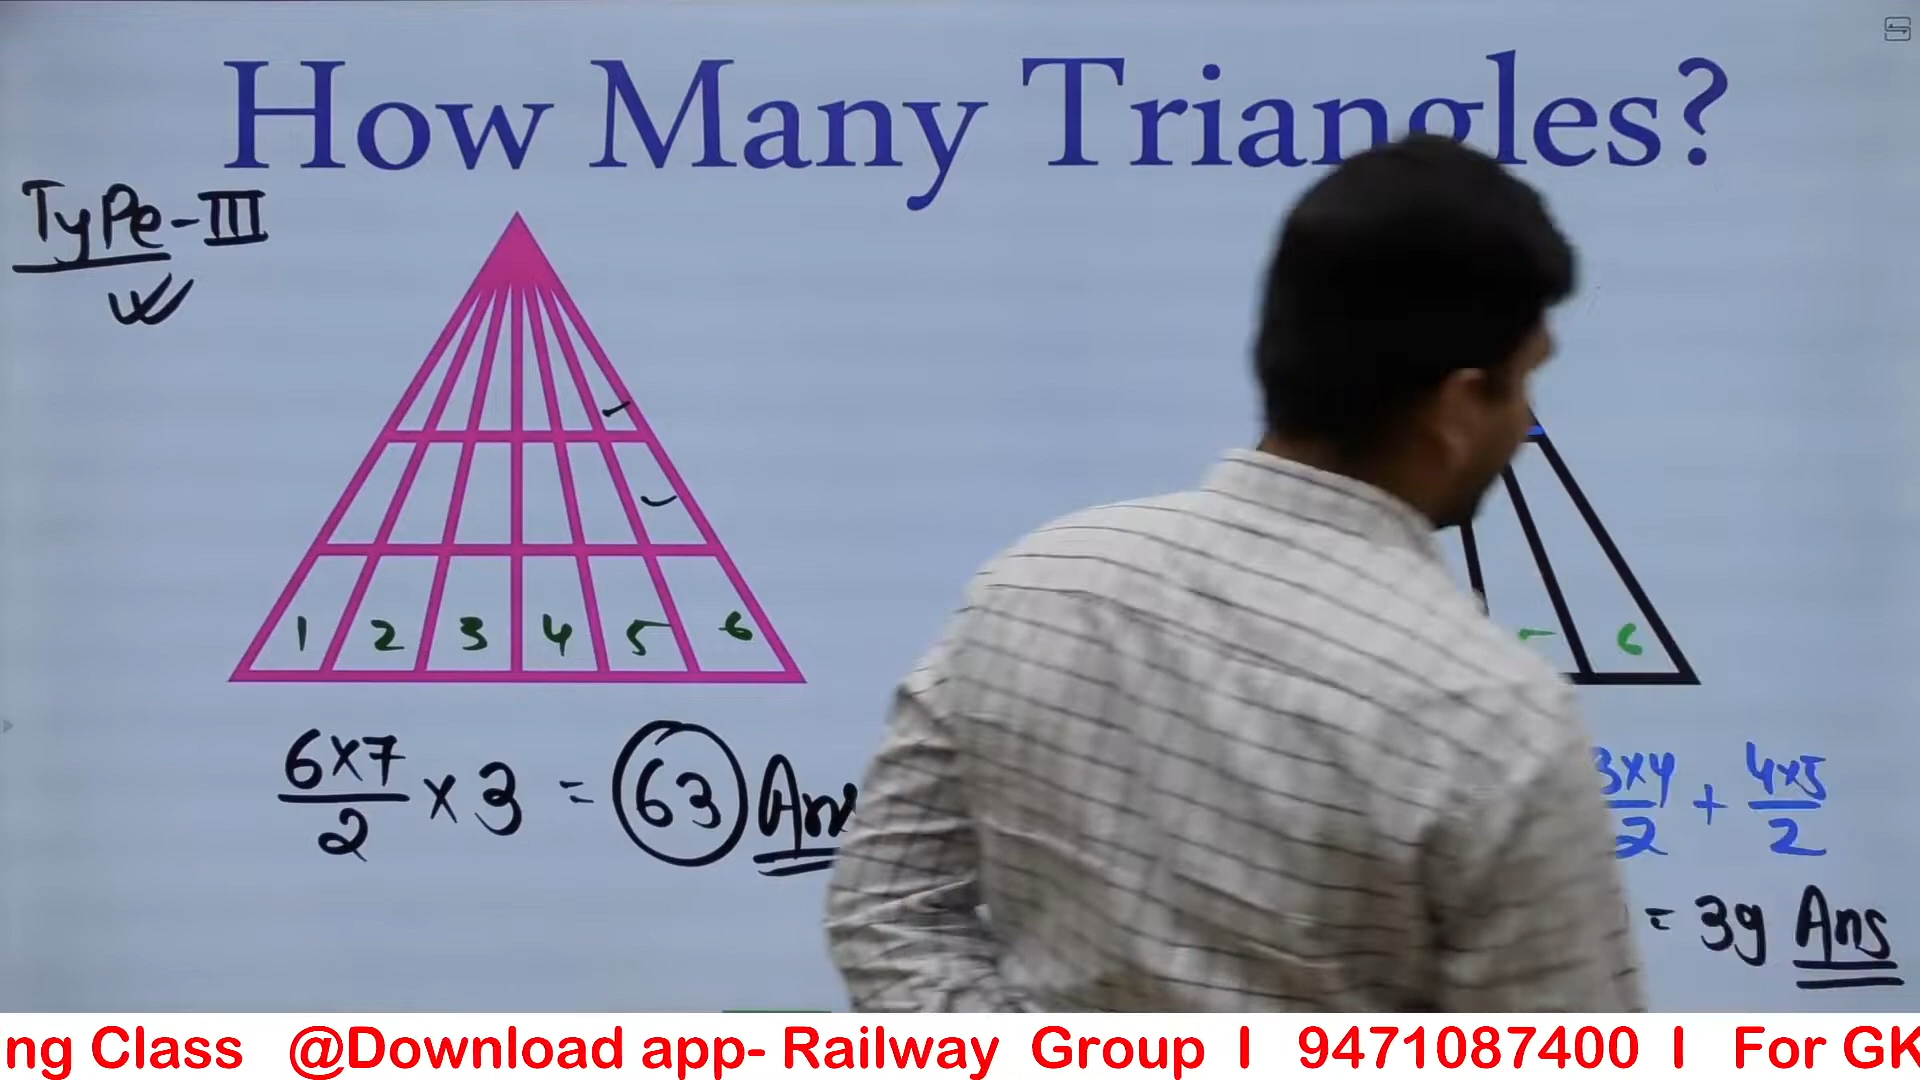 How Many Triangles?
Type-III
1 2 3 4 5 6
6
6×7/2 × 3 = 63 Ans
3×4/2 + 4×5/2
= 39 Ans
ng Class @Download app- Railway Group I 9471087400 I For GK